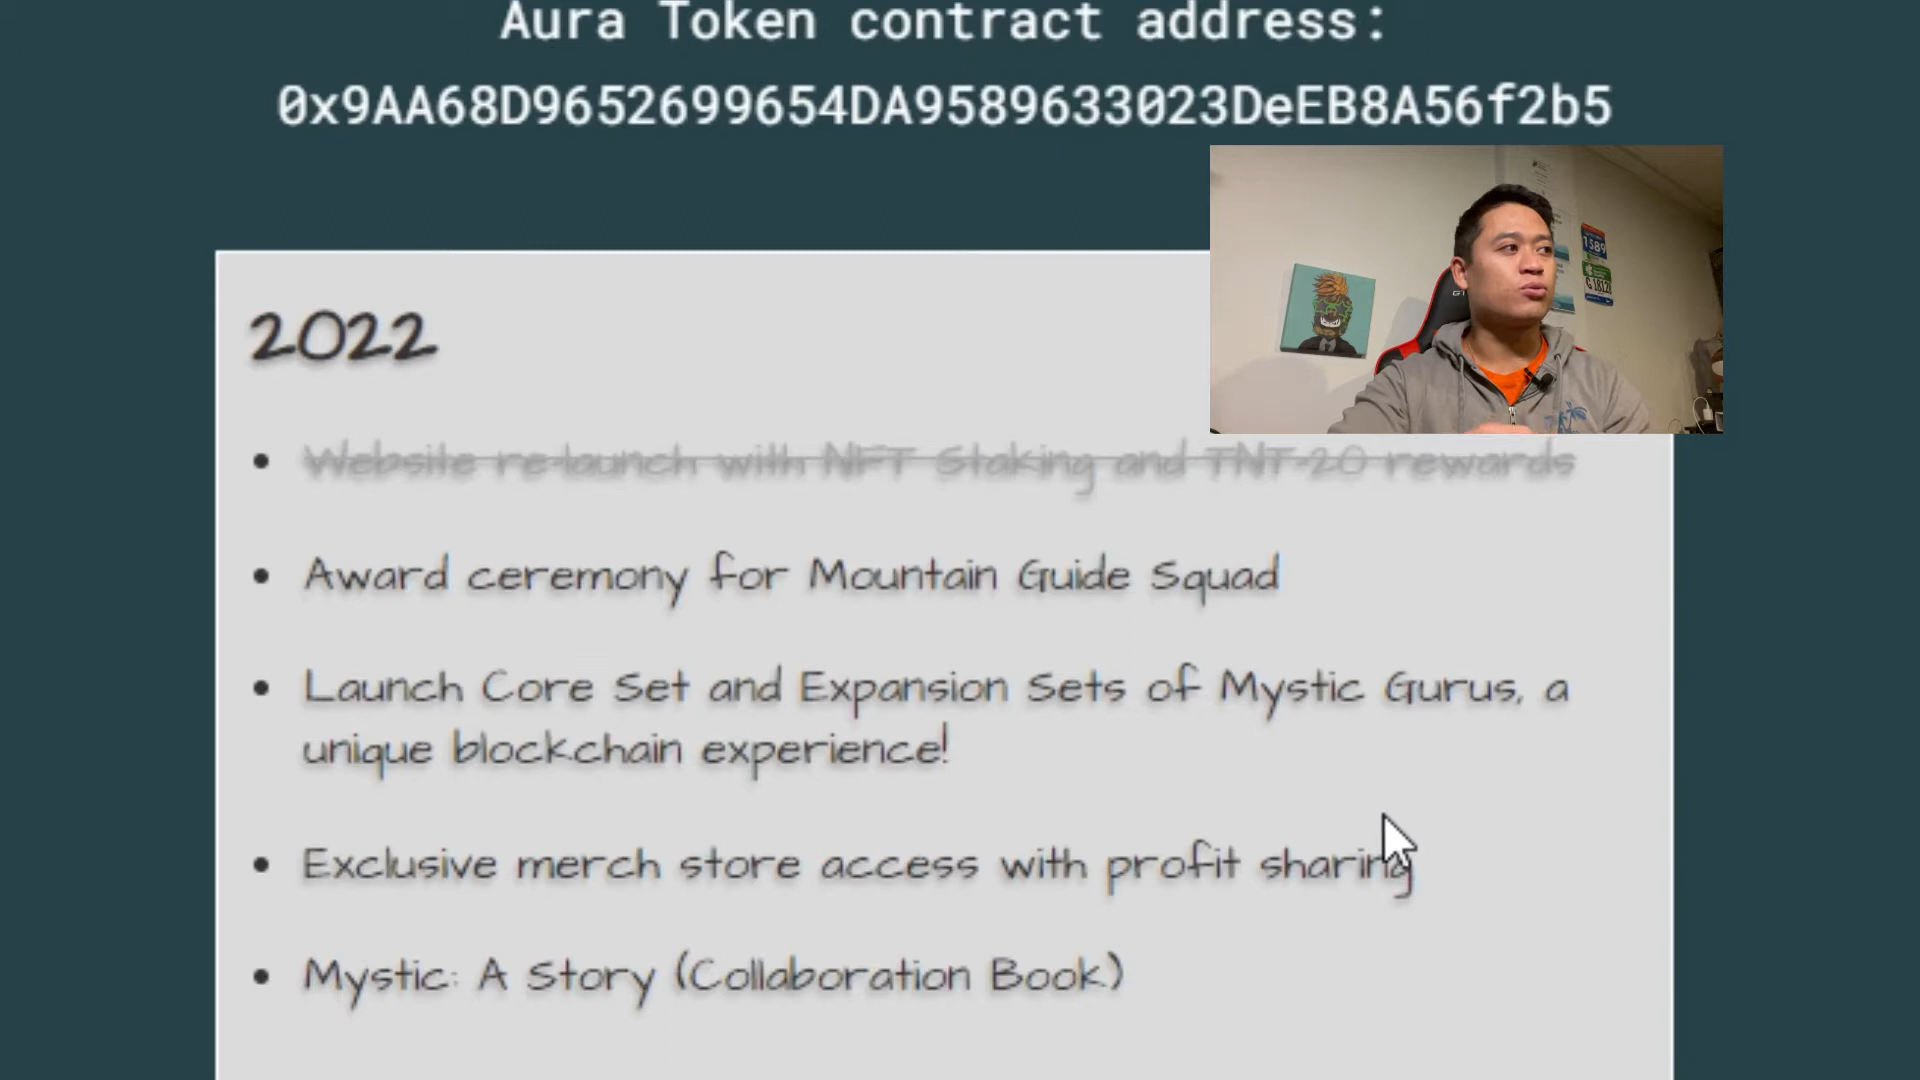 Aura Token contract address:
0x9AA68D9652699654DA9589633023DeEB8A56f2b5
2022
Website re-launch with NFT Staking and TNT-20 rewards
Award ceremony for Mountain Guide Squad
Launch Core Set and Expansion Sets of Mystic Gurus, a
unique blockchain experience!
Exclusive merch store access with profit sharing
Mystic: A Story (Collaboration Book)
1589
GT